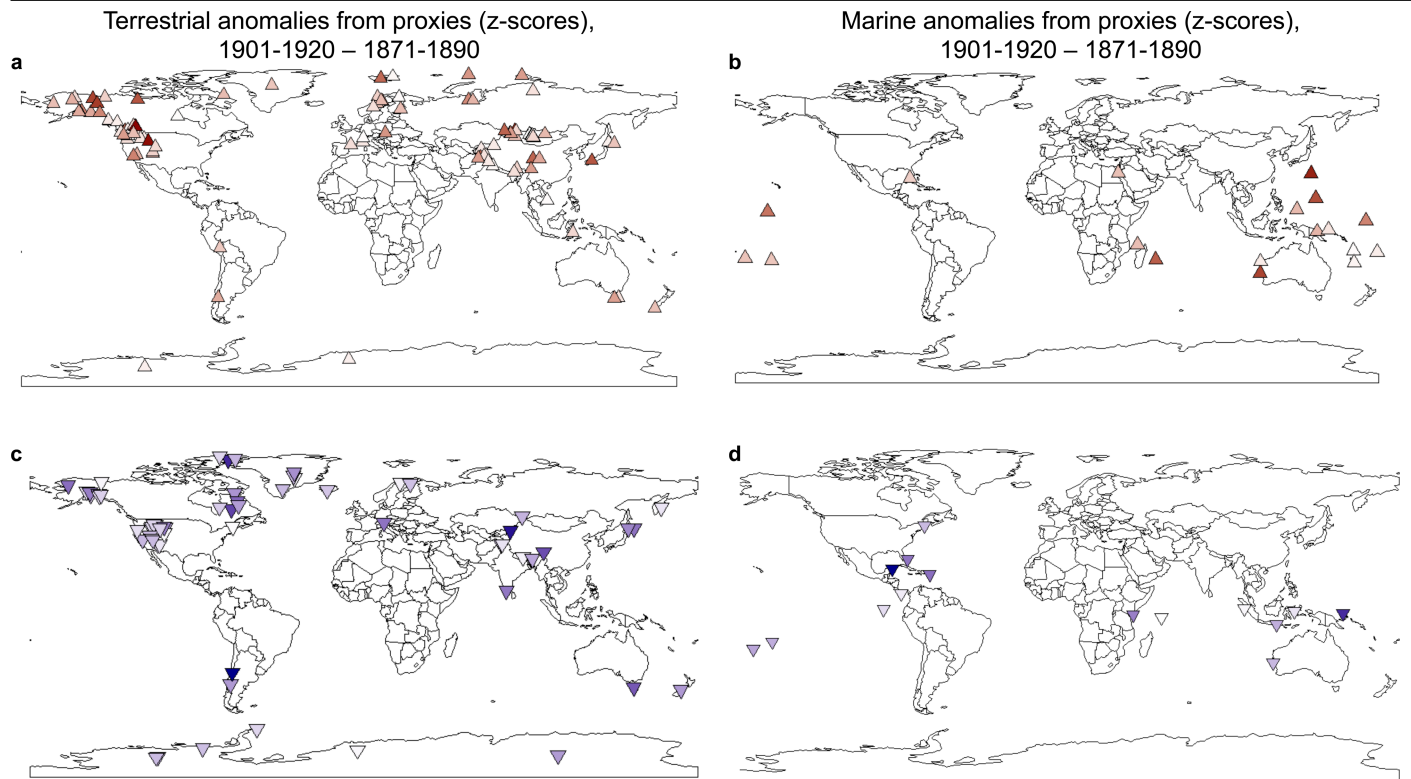 Terrestrial anomalies from proxies (z-scores),
1901-1920 – 1871-1890
Marine anomalies from proxies (z-scores),
1901-1920 – 1871-1890
a
b
c
d